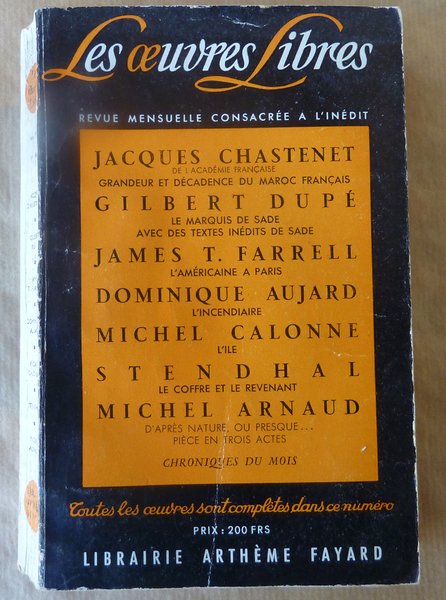 Les œuvres Libres
REVUE MENSUELLE CONSACRÉE A L'INÉDIT
JACQUES CHASTENET
DE L'ACADÉMIE FRANÇAISE
GRANDEUR ET DÉCADENCE DU MAROC FRANÇAIS
GILBERT DUPÉ
LE MARQUIS DE SADE
AVEC DES TEXTES INÉDITS DE SADE
JAMES T. FARRELL
L'AMÉRICAINE A PARIS
DOMINIQUE AUJARD
L'INCENDIAIRE
MICHEL CALONNE
L'ILE
STENDHAL
LE COFFRE ET LE REVENANT
MICHEL ARNAUD
D'APRÈS NATURE, OU PRESQUE...
PIÈCE EN TROIS ACTES
CHRONIQUES DU MOIS
Toutes les œuvres sont complètes dans ce numéro
PRIX : 200 FRS
LIBRAIRIE ARTHÈME FAYARD